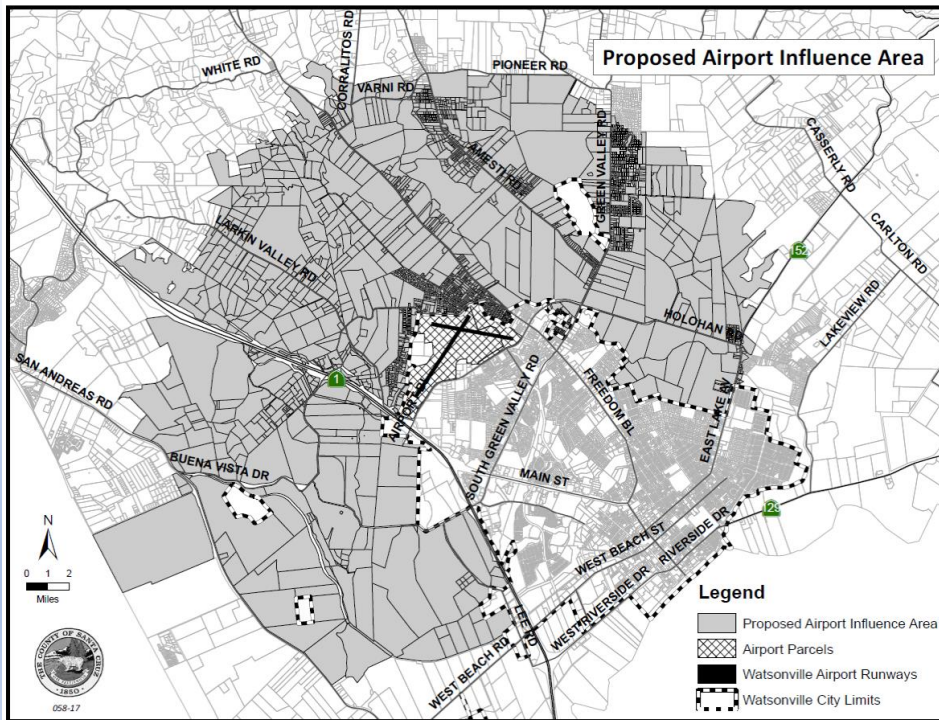 Proposed Airport Influence Area
PIONEER RD
WHITE RD
CORRALITOS RD
VARNI RD
GREEN VALLEY RD
AMESTI RD
CASSERLY RD
CARLTON RD
152
LARKIN VALLEY RD
LAKEVIEW RD
HOLOHAN RD
SAN ANDREAS RD
1
AIRPORT BL
SOUTH GREEN VALLEY RD
FREEDOM BL
EAST LAKE AV
BUENA VISTA DR
MAIN ST
129
WEST BEACH ST
RIVERSIDE DR
WEST RIVERSIDE DR
LEE RD
WEST BEACH RD
N
0 1 2
Miles
THE COUNTY OF SANTA CRUZ
1850
058-17
Legend
Proposed Airport Influence Area
Airport Parcels
Watsonville Airport Runways
Watsonville City Limits